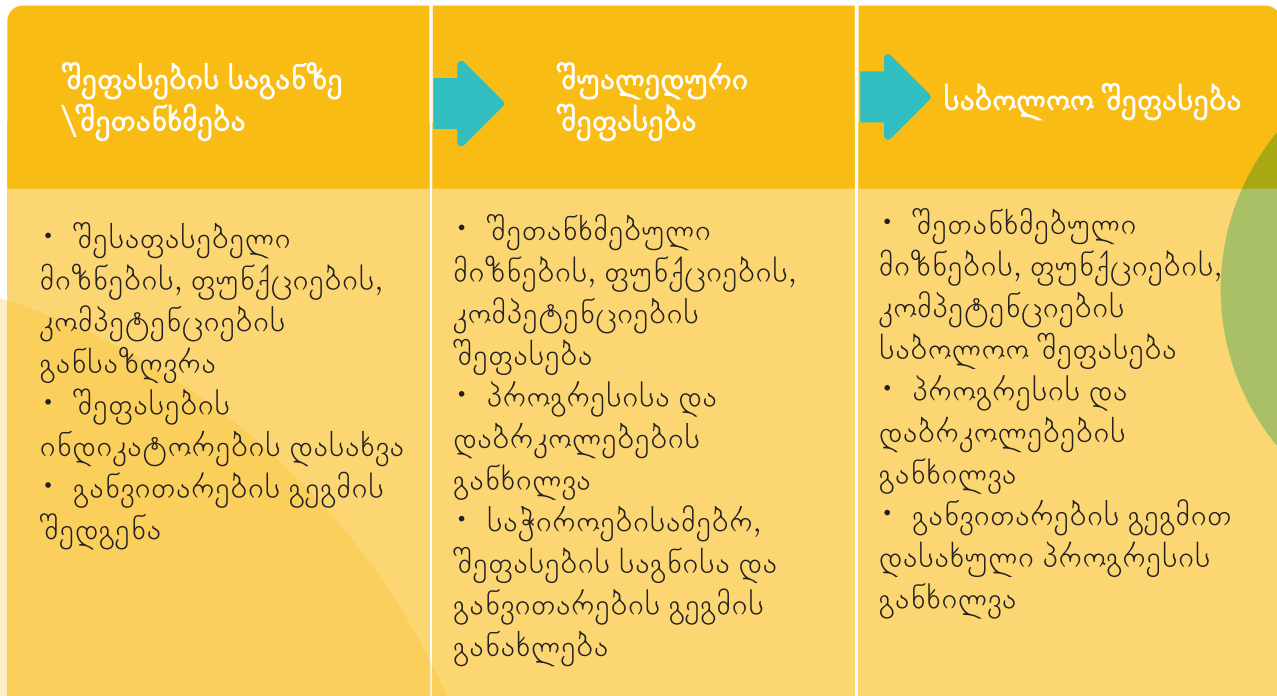 შეფასების საგანზე
\შეთანხმება
• შესაფასებელი
მიზნების, ფუნქციების,
კომპეტენციების
განსაზღვრა
• შეფასების
ინდიკატორების დასახვა
• განვითარების გეგმის
შედგენა
შუალედური
შეფასება
• შეთანხმებული
მიზნების, ფუნქციების,
კომპეტენციების
შეფასება
• პროგრესისა და
დაბრკოლებების
განხილვა
• საჭიროებისამებრ,
შეფასების საგნისა და
განვითარების გეგმის
განახლება
საბოლოო შეფასება
• შეთანხმებული
მიზნების, ფუნქციების,
კომპეტენციების
საბოლოო შეფასება
• პროგრესის და
დაბრკოლებების
განხილვა
• განვითარების გეგმით
დასახული პროგრესის
განხილვა